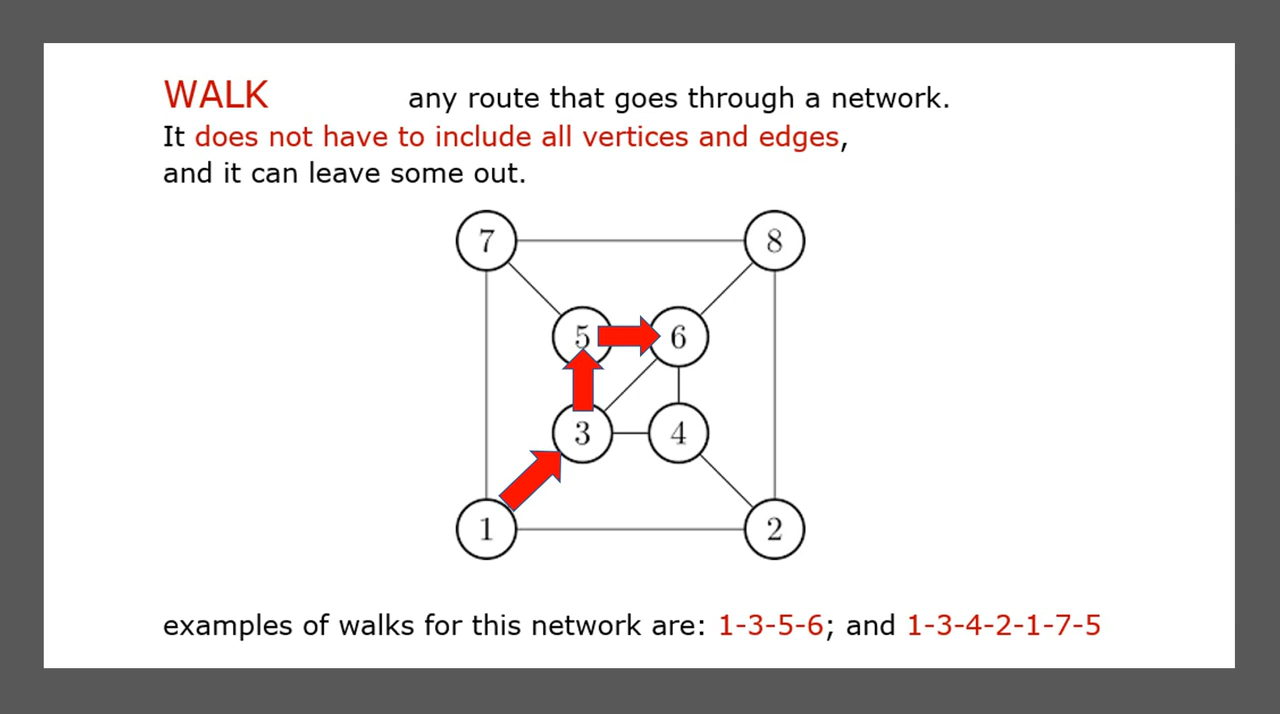 WALK any route that goes through a network.
It does not have to include all vertices and edges,
and it can leave some out.
7 8
5 6
3 4
1 2
examples of walks for this network are: 1-3-5-6; and 1-3-4-2-1-7-5